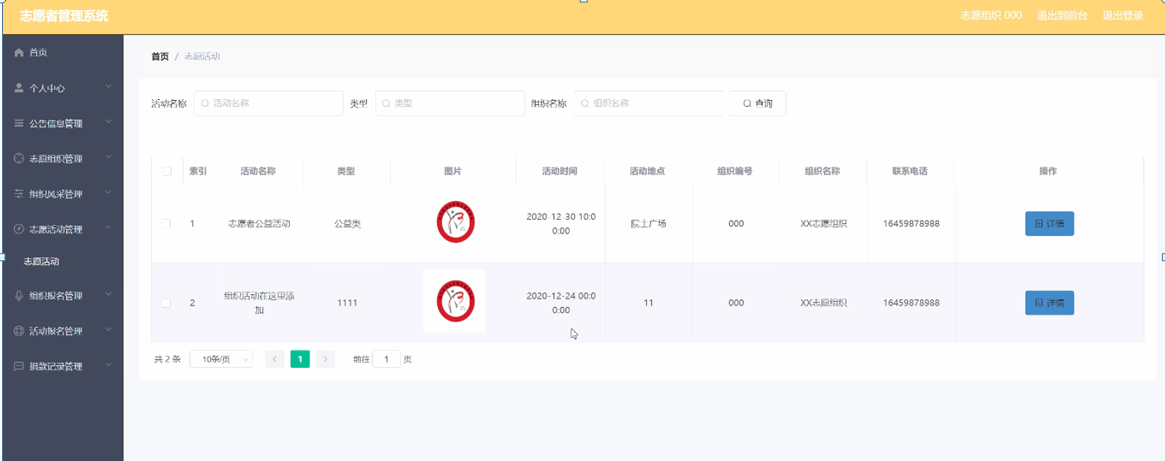 志愿者管理系统 志愿组织 000 退出到前台 退出登录
首页
个人中心
公告信息管理
志愿组织管理
组织风采管理
志愿活动管理
志愿活动
组织报名管理
活动报名管理
捐款记录管理
首页 / 志愿活动
活动名称 活动名称 类型 类型 组织名称 组织名称 查询
索引 活动名称 类型 图片 活动时间 活动地点 组织编号 组织名称 联系电话 操作
1 志愿者公益活动 公益类 2020-12-30 10:0
0:00 院士广场 000 XX志愿组织 16459878988 详情
2 组织活动在这里添
加 1111 2020-12-24 00:0
0:00 11 000 XX志愿组织 16459878988 详情
共 2 条 10条/页 1 前往 1 页